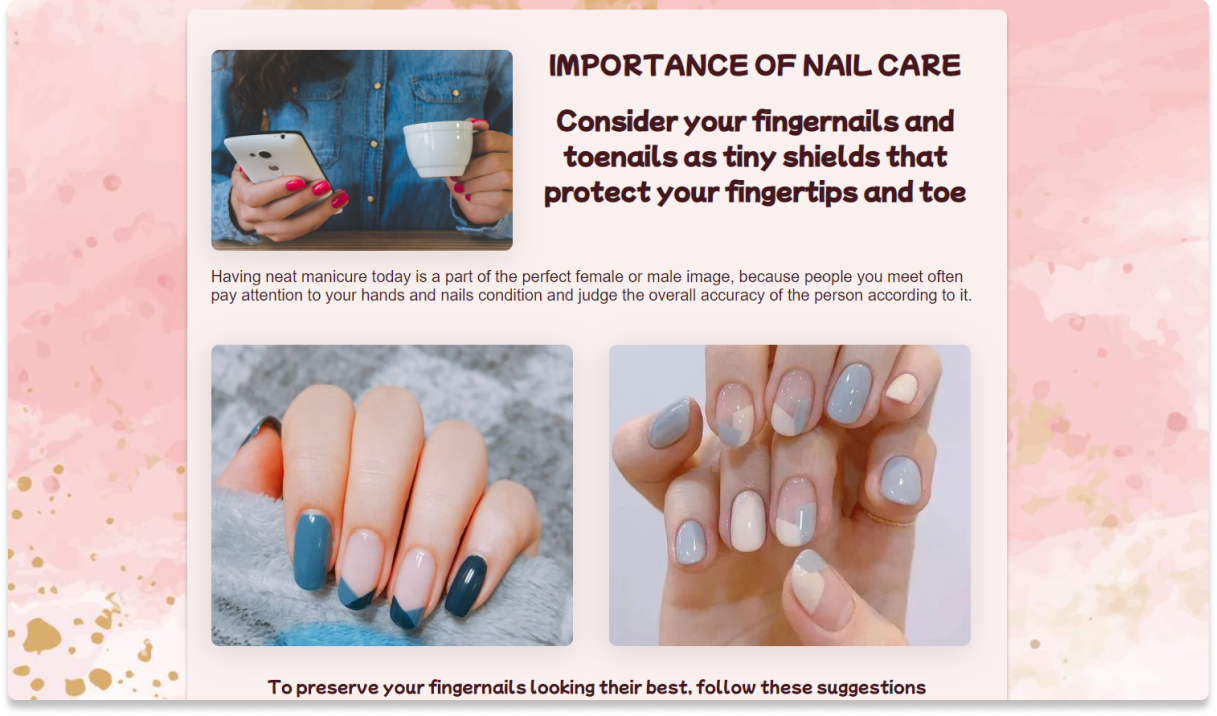 IMPORTANCE OF NAIL CARE
Consider your fingernails and
toenails as tiny shields that
protect your fingertips and toe
Having neat manicure today is a part of the perfect female or male image, because people you meet often
pay attention to your hands and nails condition and judge the overall accuracy of the person according to it.
To preserve your fingernails looking their best, follow these suggestions